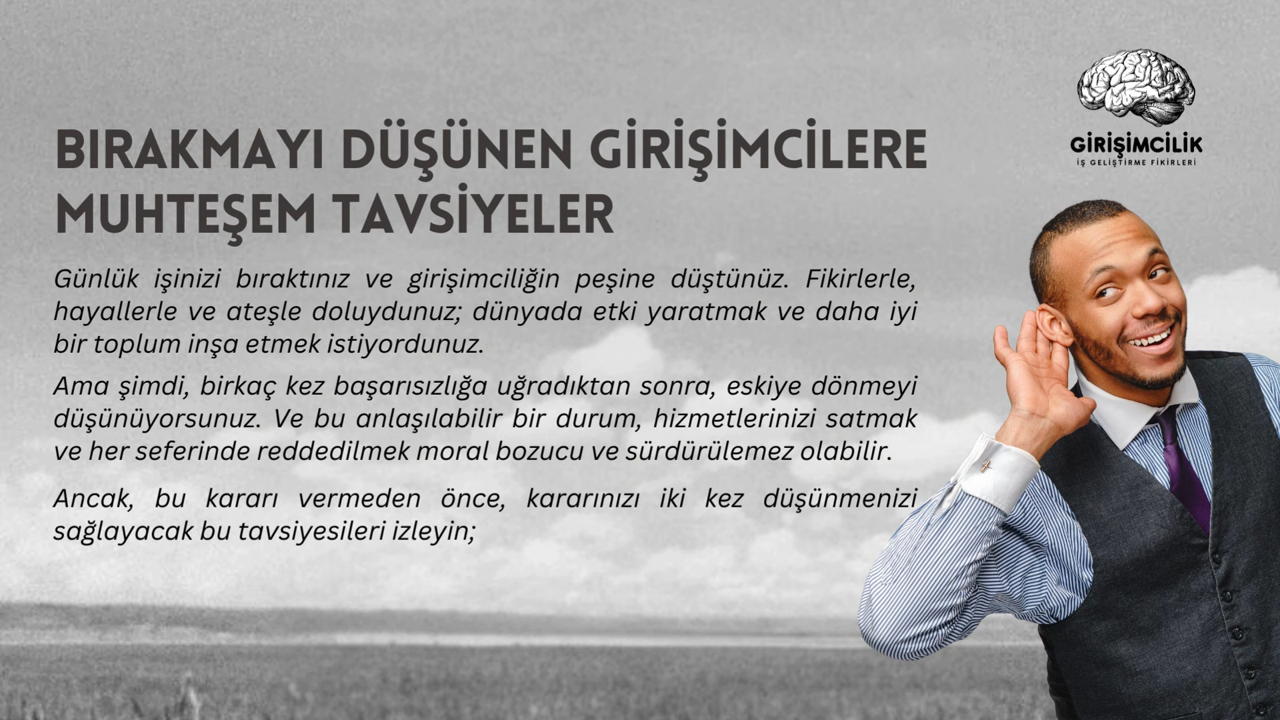 GİRİŞİMCİLİK
İŞ GELİŞTİRME FİKİRLERİ
BIRAKMAYI DÜŞÜNEN GİRİŞİMCİLERE
MUHTEŞEM TAVSİYELER
Günlük işinizi bıraktınız ve girişimciliğin peşine düştünüz. Fikirlerle,
hayallerle ve ateşle doluydunuz; dünyada etki yaratmak ve daha iyi
bir toplum inşa etmek istiyordunuz.
Ama şimdi, birkaç kez başarısızlığa uğradıktan sonra, eskiye dönmeyi
düşünüyorsunuz. Ve bu anlaşılabilir bir durum, hizmetlerinizi satmak
ve her seferinde reddedilmek moral bozucu ve sürdürülemez olabilir.
Ancak, bu kararı vermeden önce, kararınızı iki kez düşünmenizi
sağlayacak bu tavsiyesileri izleyin;